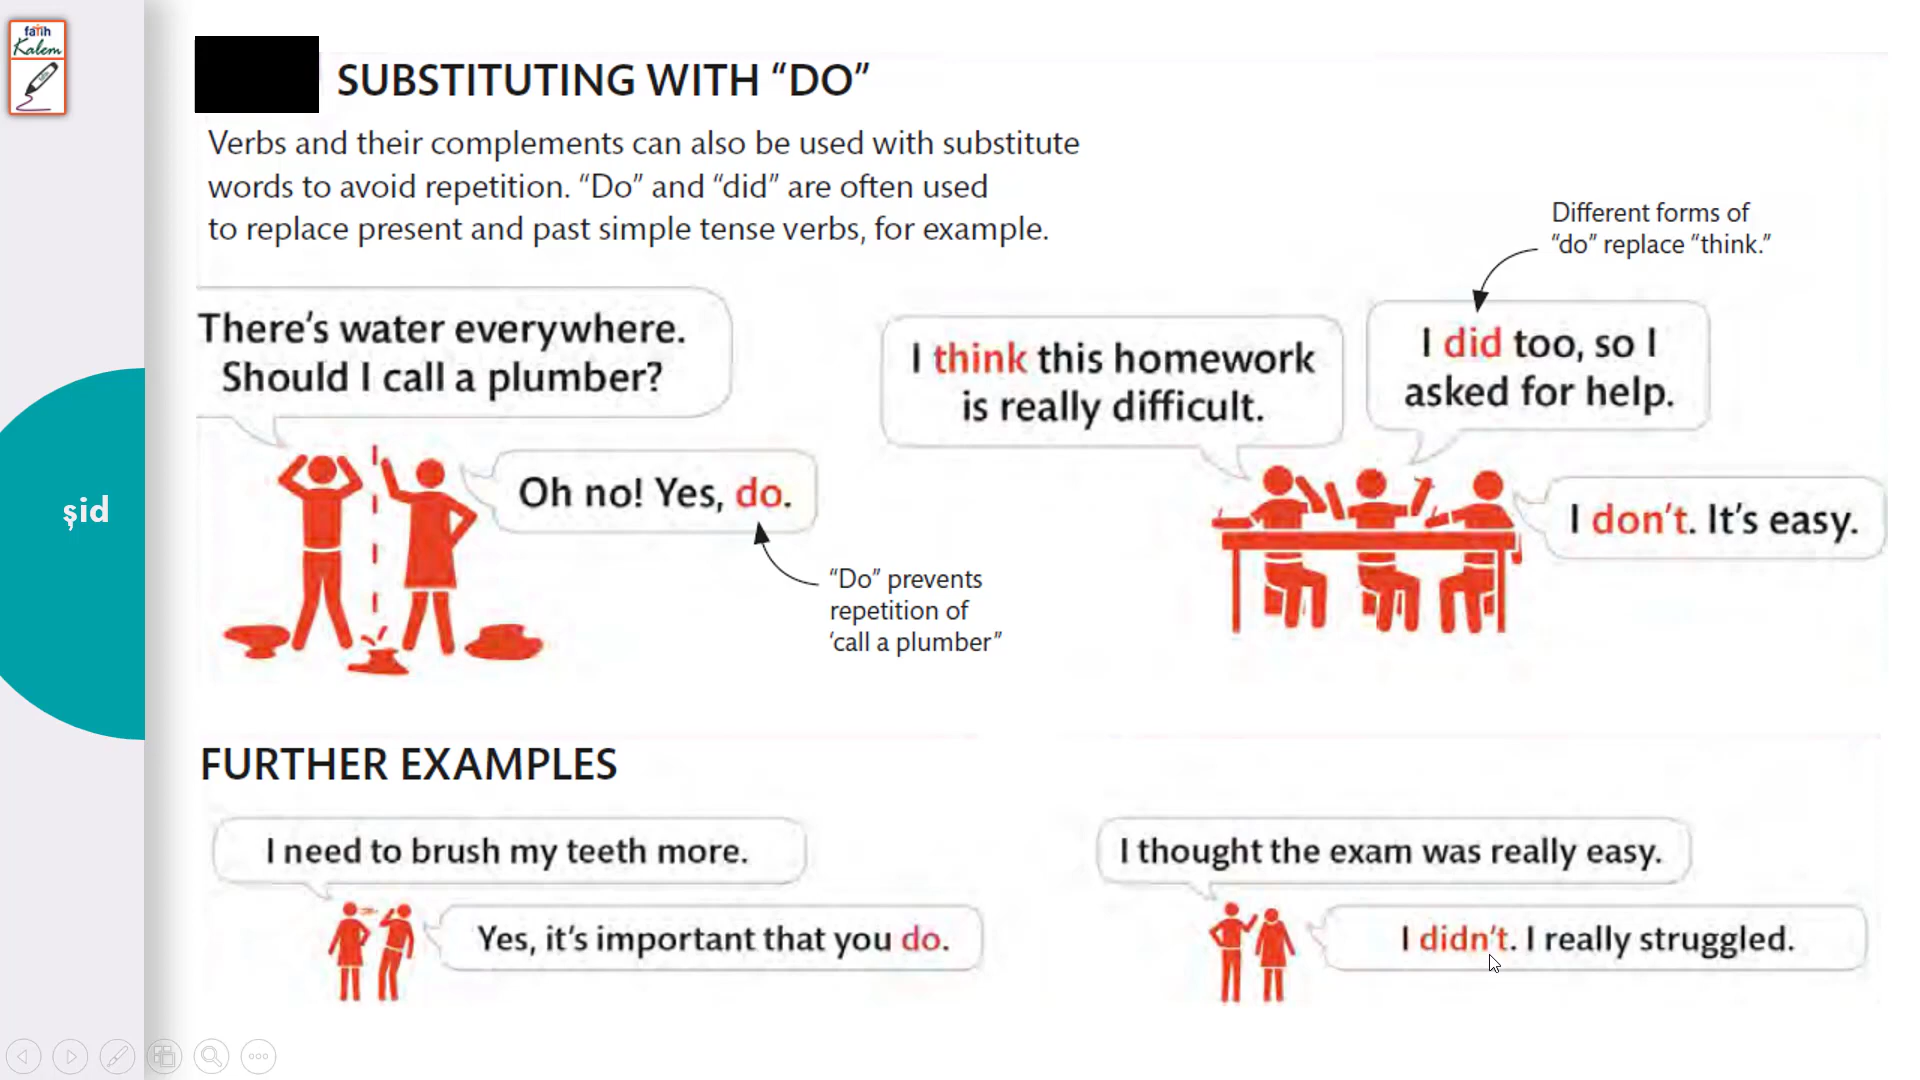 fatih
Kalem
SUBSTITUTING WITH “DO”
Verbs and their complements can also be used with substitute
words to avoid repetition. “Do” and “did” are often used
to replace present and past simple tense verbs, for example.
Different forms of
“do” replace “think.”
There’s water everywhere.
Should I call a plumber?
I think this homework
is really difficult.
I did too, so I
asked for help.
Oh no! Yes, do.
I don’t. It’s easy.
şid
“Do” prevents
repetition of
‘call a plumber”
FURTHER EXAMPLES
I need to brush my teeth more.
Yes, it’s important that you do.
I thought the exam was really easy.
I didn’t. I really struggled.